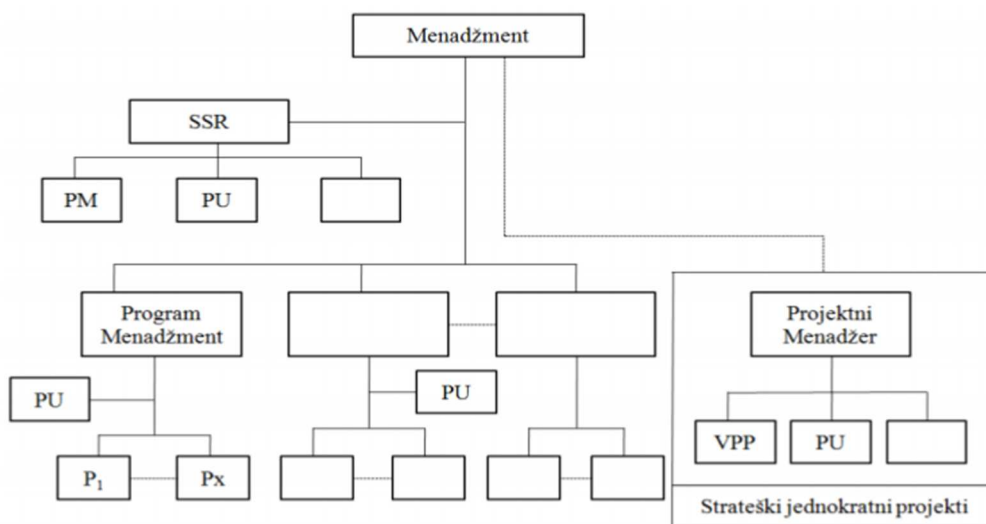 Menadžment
SSR
PM
PU
Program
Menadžment
Projektni
Menadžer
PU
PU
VPP
PU
P₁
Px
Strateški jednokratni projekti